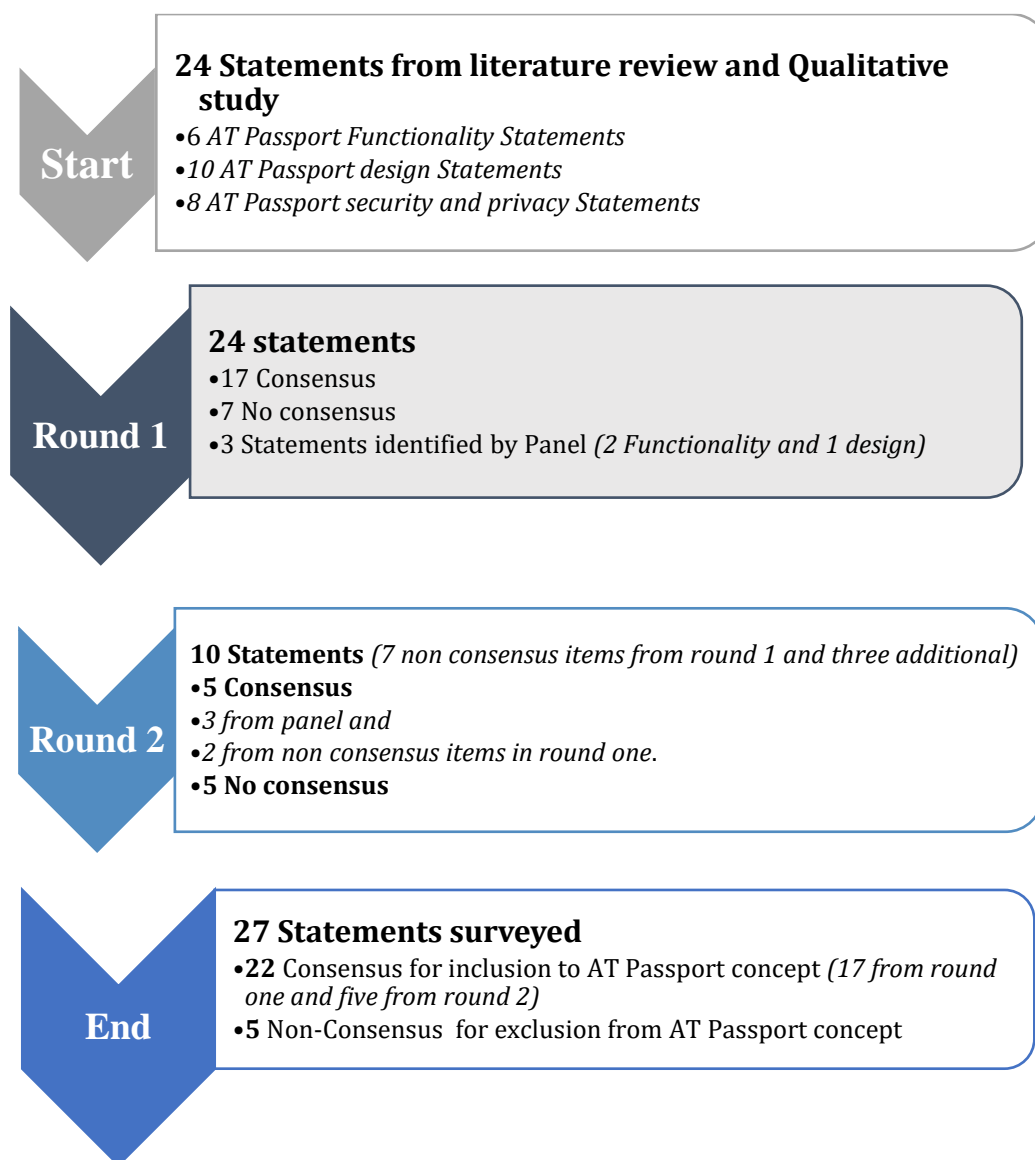 Start
24 Statements from literature review and Qualitative
study
•6 AT Passport Functionality Statements
•10 AT Passport design Statements
•8 AT Passport security and privacy Statements
Round 1
24 statements
•17 Consensus
•7 No consensus
•3 Statements identified by Panel (2 Functionality and 1 design)
Round 2
10 Statements (7 non consensus items from round 1 and three additional)
•5 Consensus
•3 from panel and
•2 from non consensus items in round one.
•5 No consensus
End
27 Statements surveyed
•22 Consensus for inclusion to AT Passport concept (17 from round
one and five from round 2)
•5 Non-Consensus for exclusion from AT Passport concept